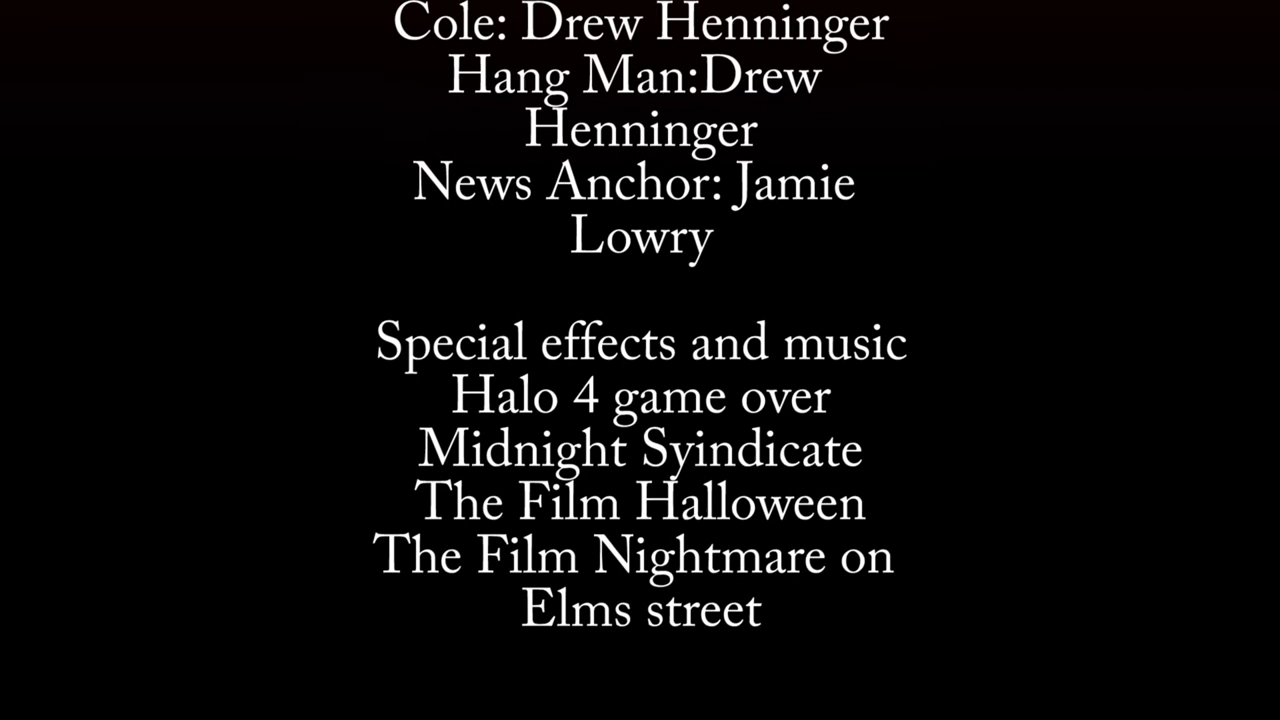 Cole: Drew Henninger
Hang Man:Drew
Henninger
News Anchor: Jamie
Lowry
Special effects and music
Halo 4 game over
Midnight Syindicate
The Film Halloween
The Film Nightmare on
Elms street